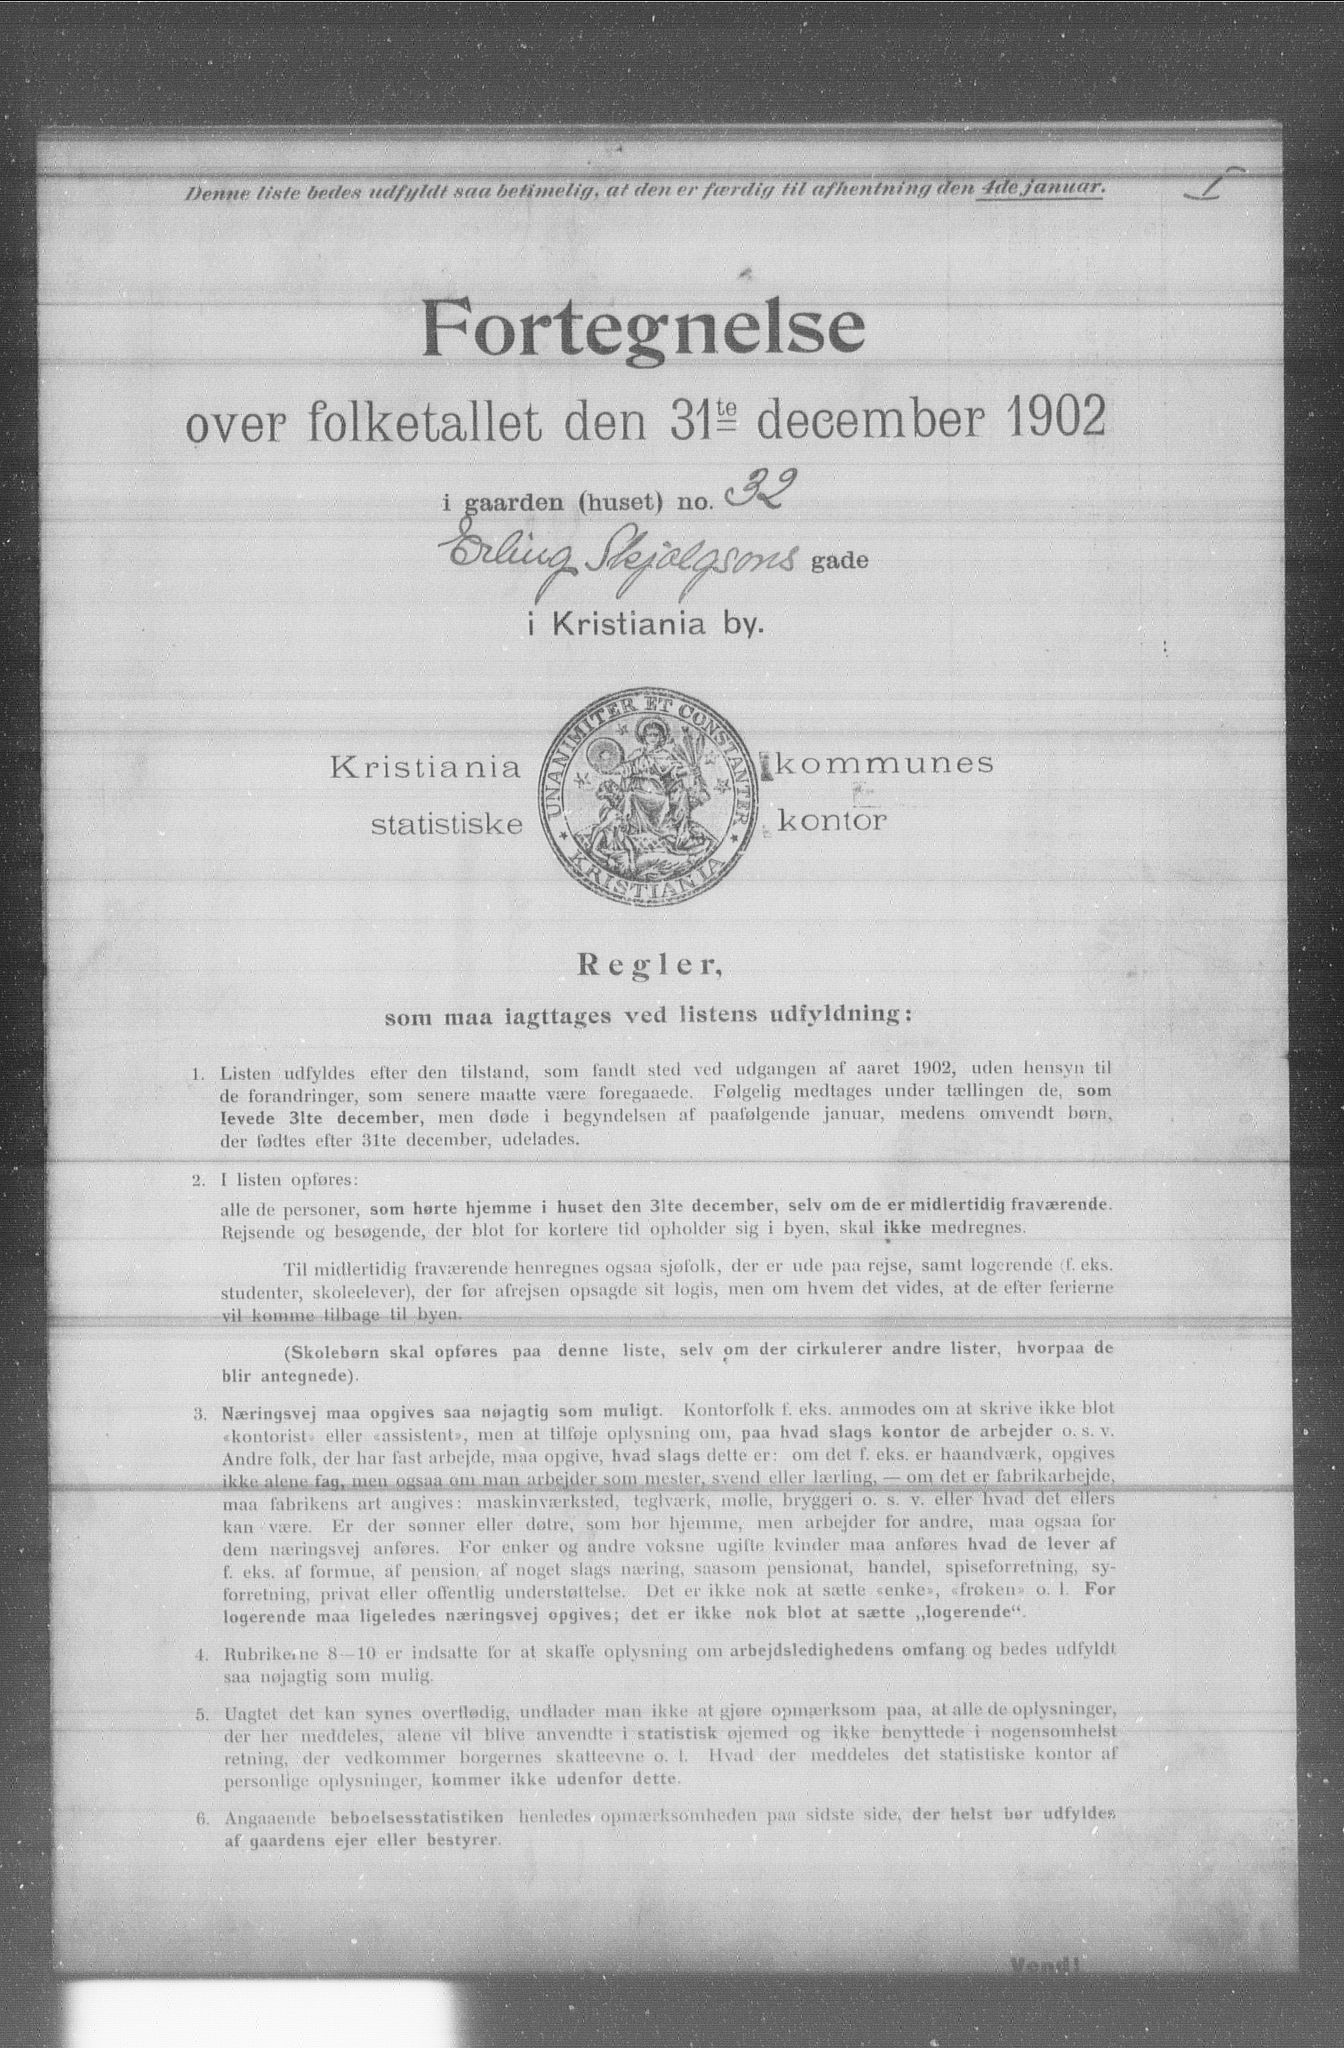 Denne liste bedes udfyldt saa betimelig, at den er færdig til afhentning den 4de januar.
I
Fortegnelse
over folketallet den 31te december 1902
i gaarden (huset) no. 32
Erling Skjalgsons gade
i Kristiania by.
Kristiania kommunes
statistiske kontor
UNANIMITER ET CONSTANTER
★ KRISTIANIA ★
Regler,
som maa iagttages ved listens udfyldning:
1. Listen udfyldes efter den tilstand, som fandt sted ved udgangen af aaret 1902, uden hensyn til
de forandringer, som senere maatte være foregaaede. Følgelig medtages under tællingen de, som
levede 31te december, men døde i begyndelsen af paafølgende januar, medens omvendt børn,
der fødtes efter 31te december, udelades.
2. I listen opføres:
alle de personer, som hørte hjemme i huset den 31te december, selv om de er midlertidig fraværende.
Rejsende og besøgende, der blot for kortere tid opholder sig i byen, skal ikke medregnes.
Til midlertidig fraværende henregnes ogsaa sjøfolk, der er ude paa rejse, samt logerende (f. eks.
studenter, skoleelever), der før afrejsen opsagde sit logis, men om hvem det vides, at de efter ferierne
vil komme tilbage til byen.
(Skolebørn skal opføres paa denne liste, selv om der cirkulerer andre lister, hvorpaa de
blir antegnede).
3. Næringsvej maa opgives saa nøjagtig som muligt. Kontorfolk f. eks. anmodes om at skrive ikke blot
«kontorist» eller «assistent», men at tilføje oplysning om, paa hvad slags kontor de arbejder o. s. v.
Andre folk, der har fast arbejde, maa opgive, hvad slags dette er: om det f. eks. er haandværk, opgives
ikke alene fag, men ogsaa om man arbejder som mester, svend eller lærling, — om det er fabrikarbejde,
maa fabrikens art angives: maskinværksted, teglværk, mølle, bryggeri o. s. v. eller hvad det ellers
kan være. Er der sønner eller døtre, som bor hjemme, men arbejder for andre, maa ogsaa for
dem næringsvej anføres. For enker og andre voksne ugifte kvinder maa anføres hvad de lever af
f. eks. af formue, af pension, af noget slags næring, saasom pensionat, handel, spiseforretning, sy-
forretning, privat eller offentlig understøttelse. Det er ikke nok at sætte «enke», «frøken» o. l. For
logerende maa ligeledes næringsvej opgives; det er ikke nok blot at sætte „logerende“.
4. Rubrikerne 8—10 er indsatte for at skaffe oplysning om arbejdsledighedens omfang og bedes udfyldt
saa nøjagtig som mulig.
5. Uagtet det kan synes overflødig, undlader man ikke at gjøre opmærksom paa, at alle de oplysninger,
der her meddeles, alene vil blive anvendte i statistisk øjemed og ikke benyttede i nogensomhelst
retning, der vedkommer borgernes skatteevne o. l. Hvad der meddeles det statistiske kontor af
personlige oplysninger, kommer ikke udenfor dette.
6. Angaaende beboelsesstatistiken henledes opmærksomheden paa sidste side, der helst bør udfyldes
af gaardens ejer eller bestyrer.
Vend!